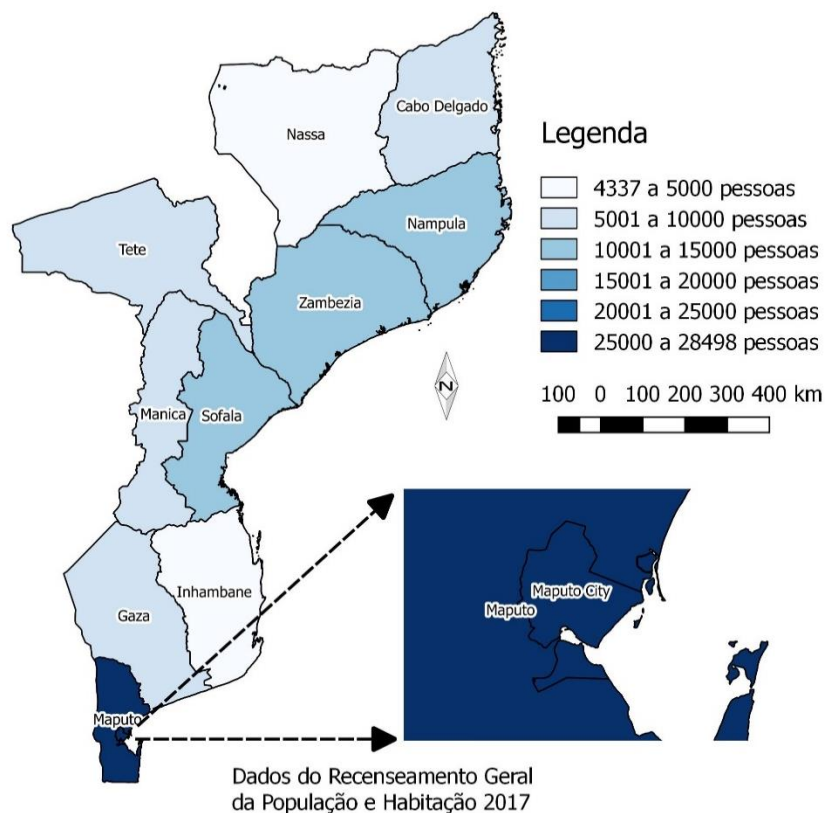 Cabo Delgado
Nassa
Nampula
Tete
Zambezia
Manica
Sofala
Inhambane
Gaza
Maputo
Legenda
4337 a 5000 pessoas
5001 a 10000 pessoas
10001 a 15000 pessoas
15001 a 20000 pessoas
20001 a 25000 pessoas
25000 a 28498 pessoas
N
100 0 100 200 300 400 km
Maputo City
Maputo
Dados do Recenseamento Geral
da População e Habitação 2017